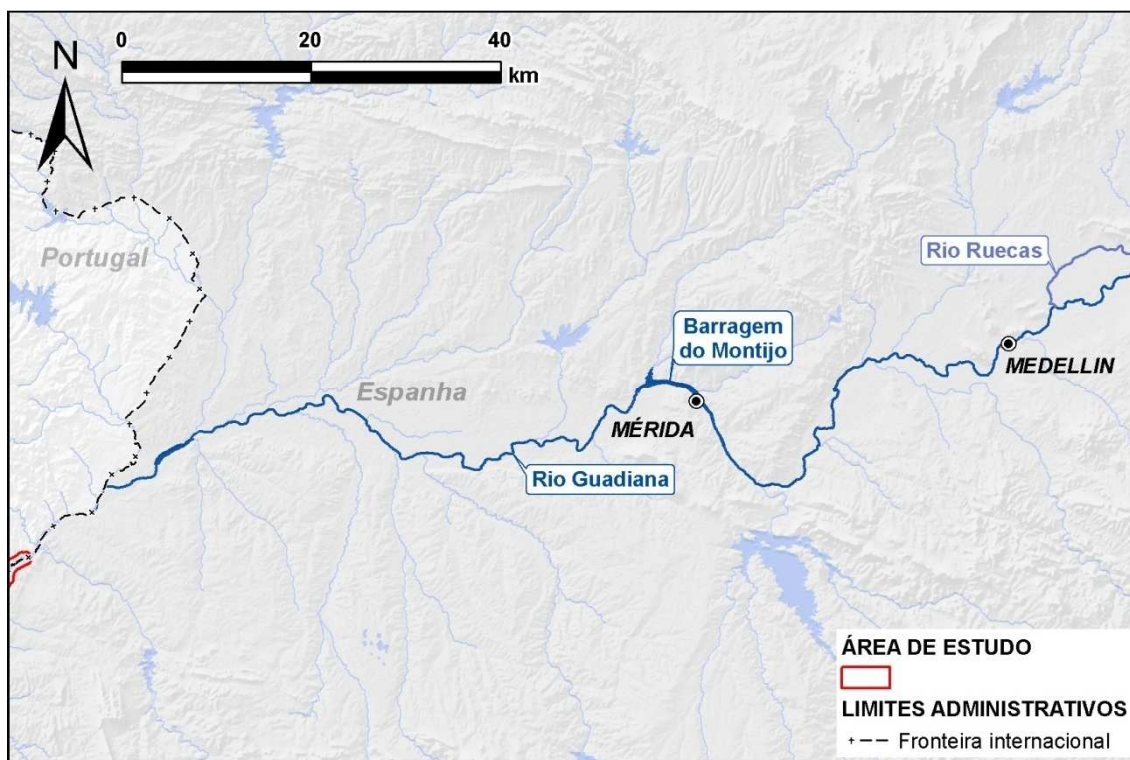 0 20 40
km
N
Portugal
Rio Ruecas
Barragem
do Montijo
MEDELLIN
Espanha
MÉRIDA
Rio Guadiana
ÁREA DE ESTUDO
LIMITES ADMINISTRATIVOS
Fronteira internacional